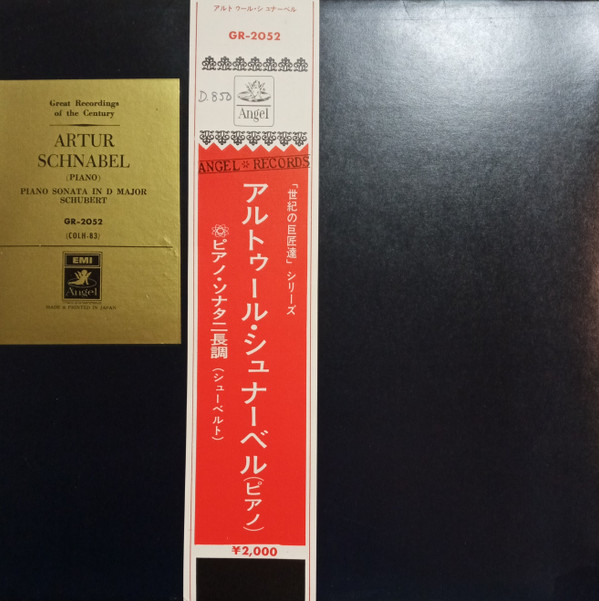 Great Recordings
of the Century
ARTUR
SCHNABEL
(PIANO)
PIANO SONATA IN D MAJOR
SCHUBERT
GR-2052
(COLH-83)
EMI
Angel
MADE & PRINTED IN JAPAN
アルトゥール・シュナーベル
GR-2052
D.850
Angel
ANGEL RECORDS
「世紀の巨匠達」シリーズ
アルトゥール・シュナーベル(ピアノ)
ピアノ・ソナタニ長調(シューベルト)
¥2,000